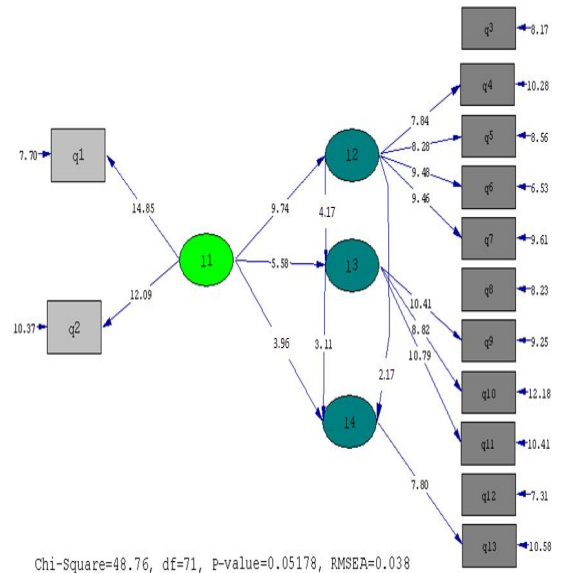 q3 8.17
q4 10.28
7.84
q5 8.56
8.28
7.70 q1
l2
9.48
q6 6.53
9.46
14.85
9.74
4.17
q7 9.61
l1
5.58
l3
q8 8.23
12.09
10.41
10.37 q2
8.82
q9 9.25
3.96
3.11
10.79
2.17
q10 12.18
l4
q11 10.41
7.80
q12 7.31
q13 10.58
Chi-Square=48.76, df=71, P-value=0.05178, RMSEA=0.038